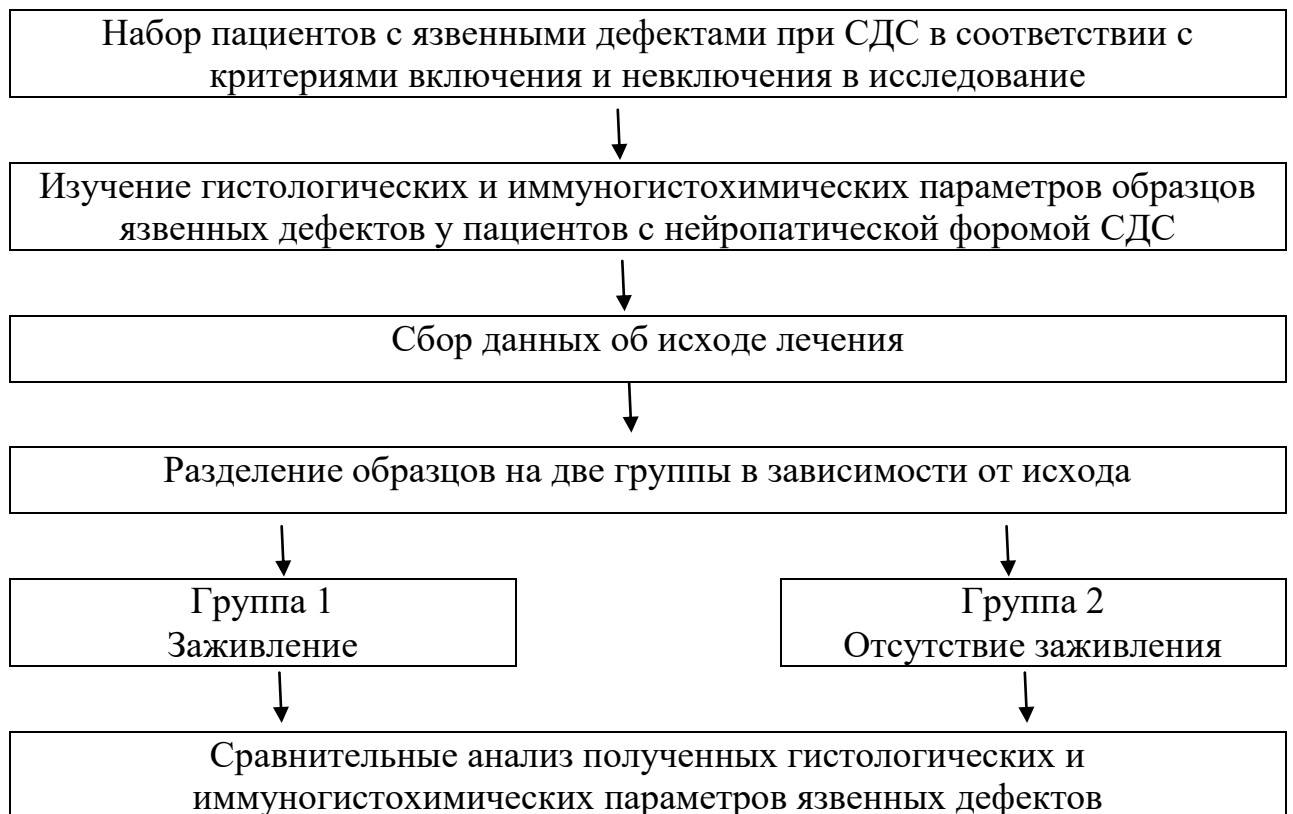 Набор пациентов с язвенными дефектами при СДС в соответствии с
критериями включения и невключения в исследование
Изучение гистологических и иммуногистохимических параметров образцов
язвенных дефектов у пациентов с нейропатической форомой СДС
Сбор данных об исходе лечения
Разделение образцов на две группы в зависимости от исхода
Группа 1
Заживление
Группа 2
Отсутствие заживления
Сравнительные анализ полученных гистологических и
иммуногистохимических параметров язвенных дефектов